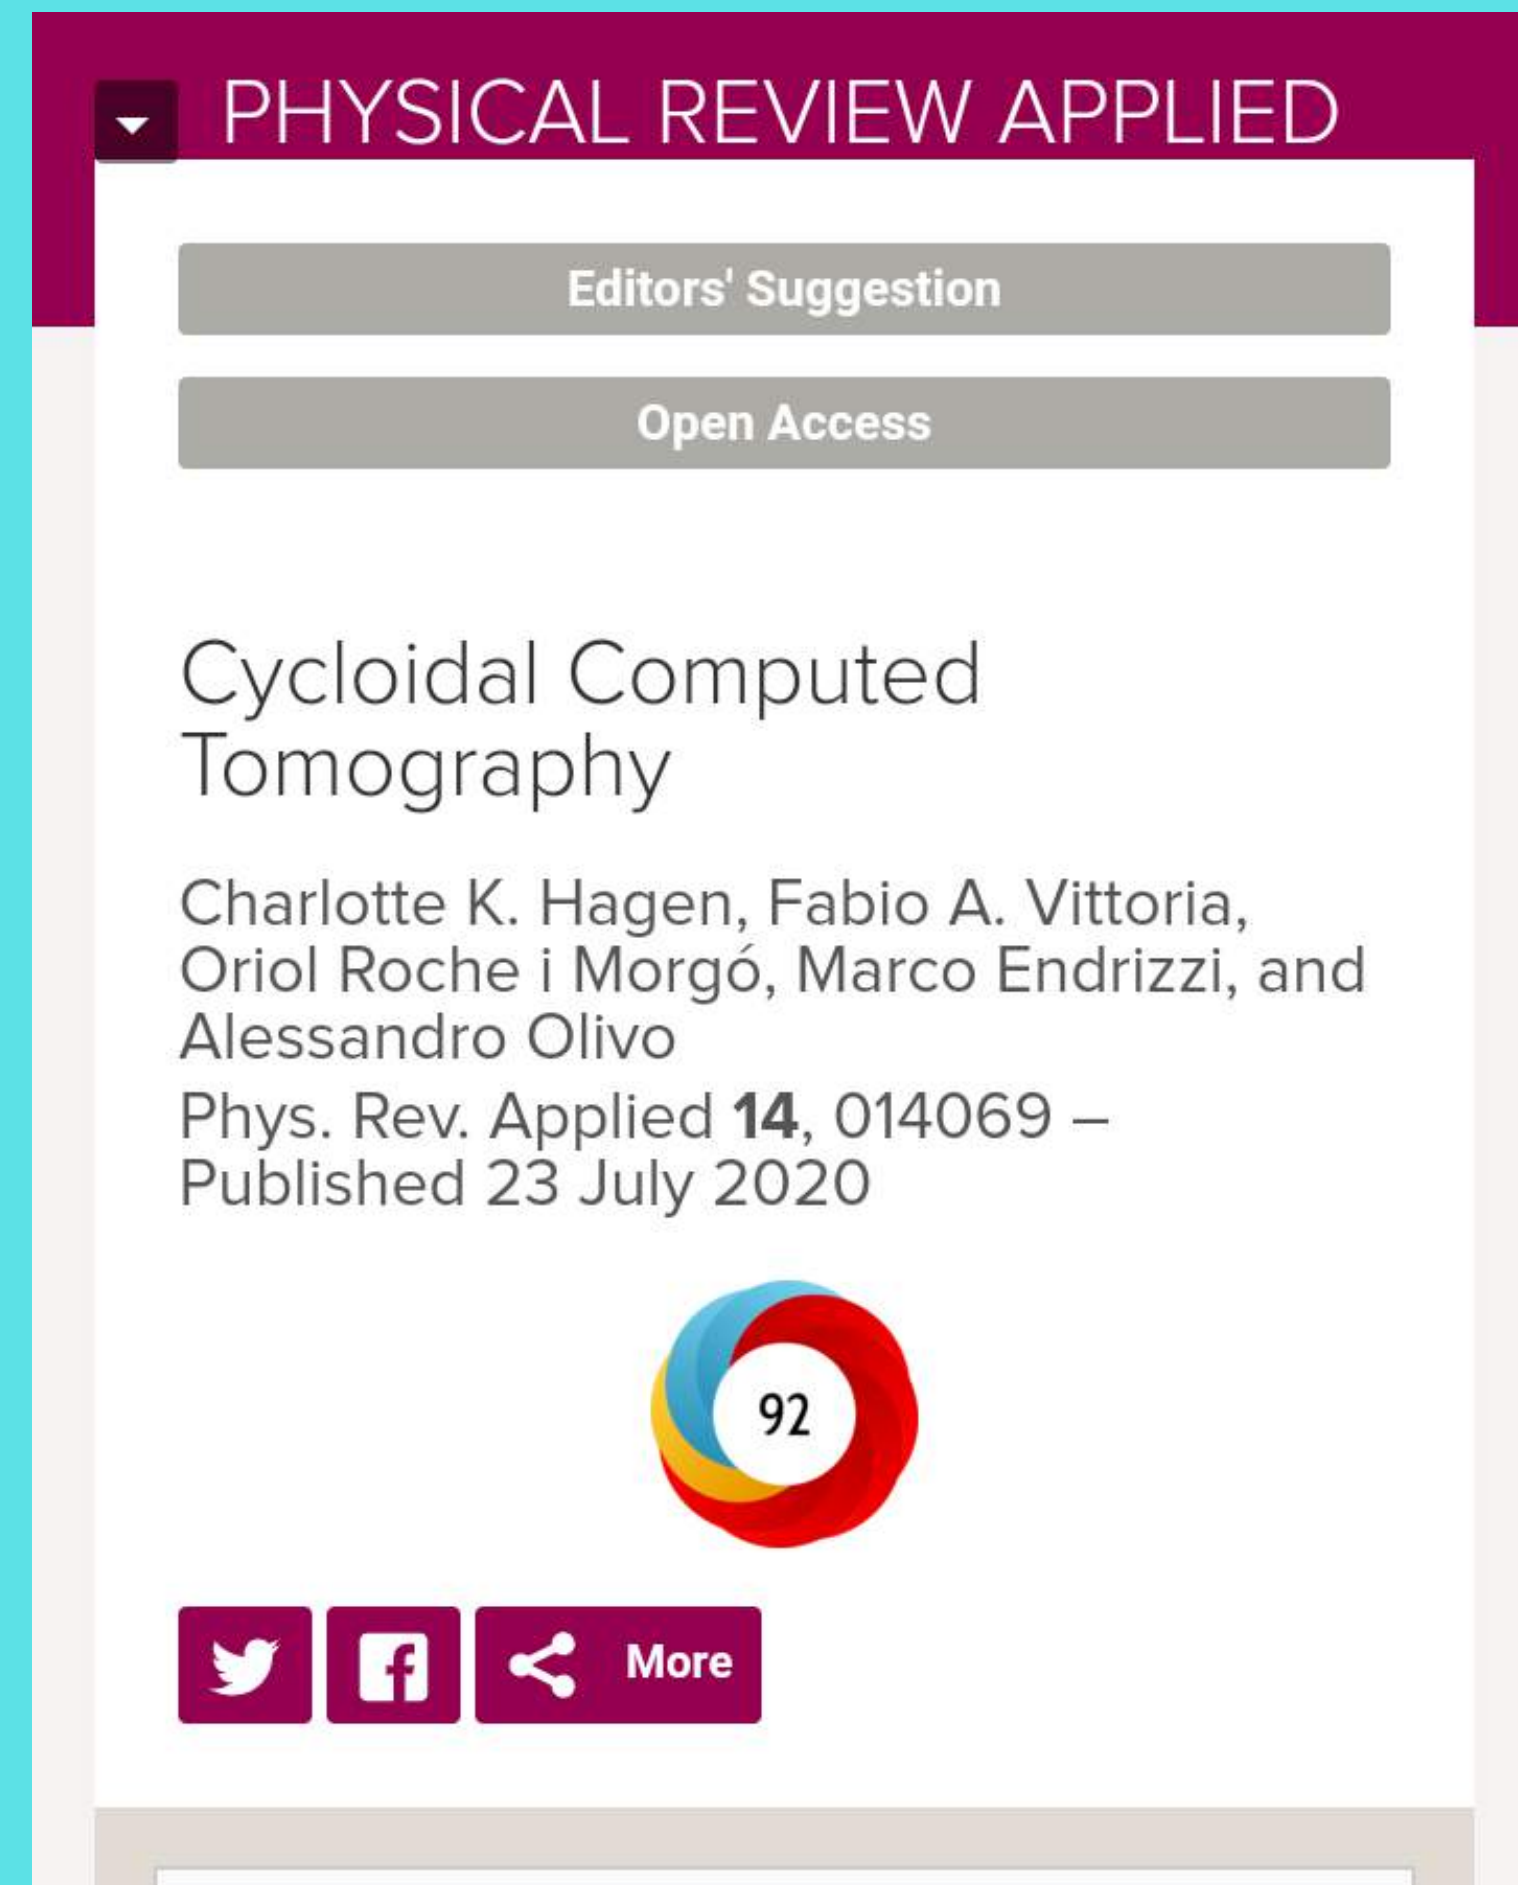 PHYSICAL REVIEW APPLIED
Editors' Suggestion
Open Access
Cycloidal Computed
Tomography
Charlotte K. Hagen, Fabio A. Vittoria,
Oriol Roche i Morgó, Marco Endrizzi, and
Alessandro Olivo
Phys. Rev. Applied 14, 014069 –
Published 23 July 2020
92
More